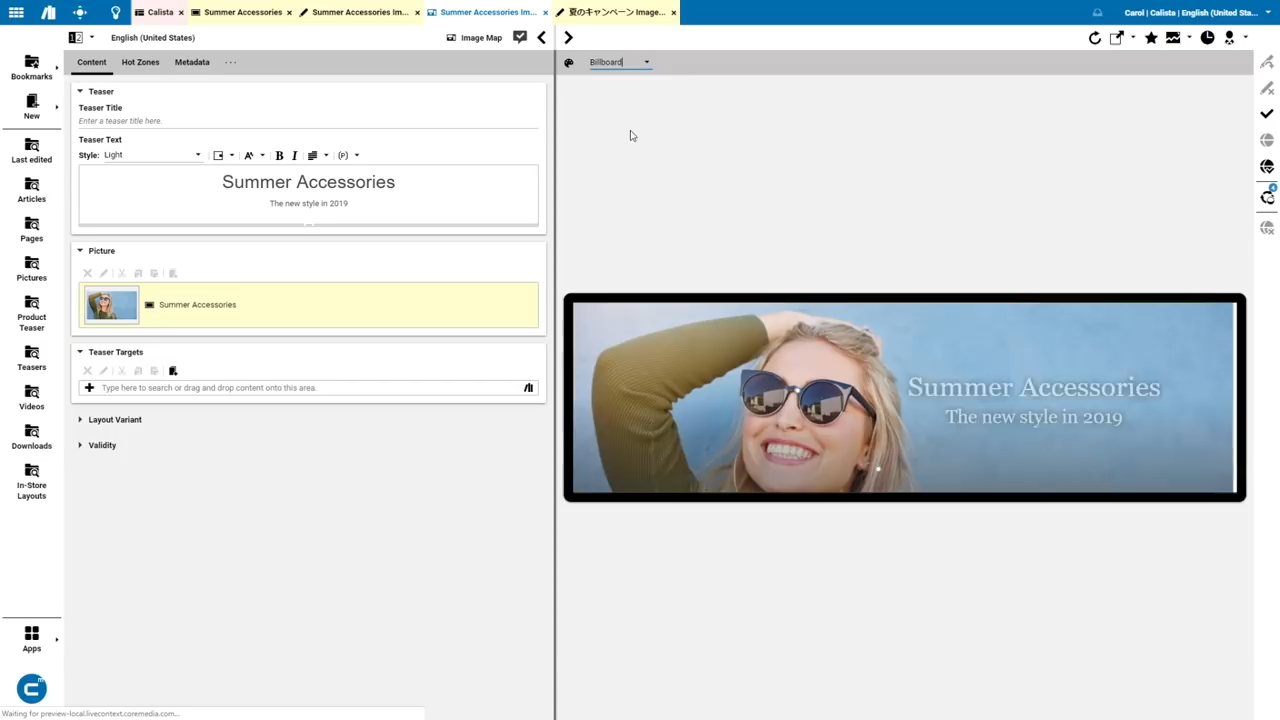 Calista
Summer Accessories
Summer Accessories Im...
Summer Accessories Im...
夏のキャンペーン Image...
Carol | Calista | English (United Sta...
English (United States)
Image Map
Bookmarks
New
Last edited
Articles
Pages
Pictures
Product
Teaser
Teasers
Videos
Downloads
In-Store
Layouts
Apps
Content
Hot Zones
Metadata
Teaser
Teaser Title
Enter a teaser title here.
Teaser Text
Style: Light
B I
(P)
Summer Accessories
The new style in 2019
Picture
Summer Accessories
Teaser Targets
Type here to search or drag and drop content onto this area.
Layout Variant
Validity
Billboard
Summer Accessories
The new style in 2019
Waiting for preview-local.livecontext.coremedia.com...